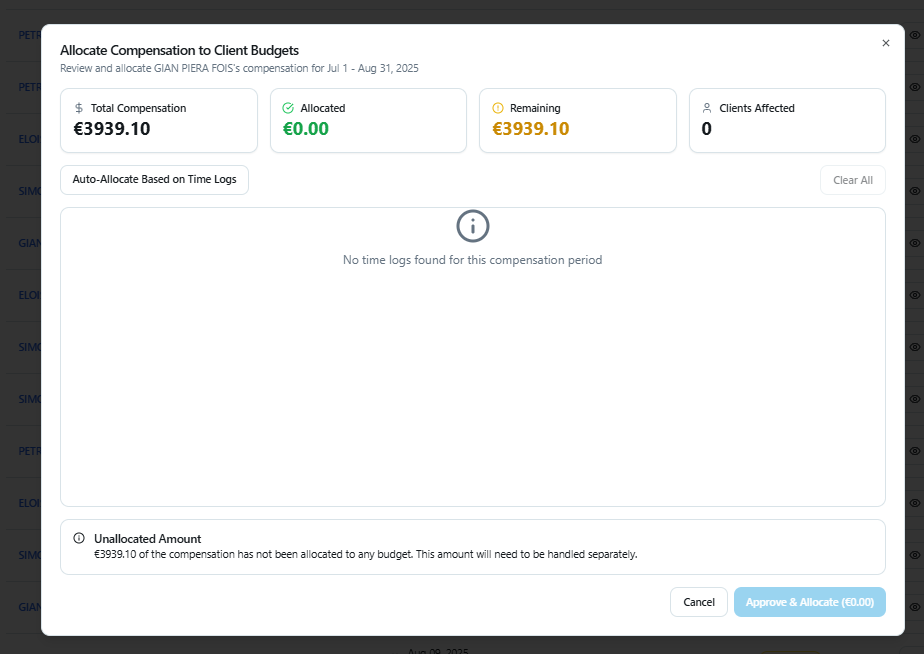 Allocate Compensation to Client Budgets
Review and allocate GIAN PIERA FOIS's compensation for Jul 1 - Aug 31, 2025
Total Compensation
€3939.10
Allocated
€0.00
Remaining
€3939.10
Clients Affected
0
Auto-Allocate Based on Time Logs
Clear All
No time logs found for this compensation period
Unallocated Amount
€3939.10 of the compensation has not been allocated to any budget. This amount will need to be handled separately.
Cancel
Approve & Allocate (€0.00)
PETR
PETR
ELOI
SIMO
GIAN
ELOI
SIMO
SIMO
PETR
ELOI
SIMO
GIAN
Aug 09, 2025